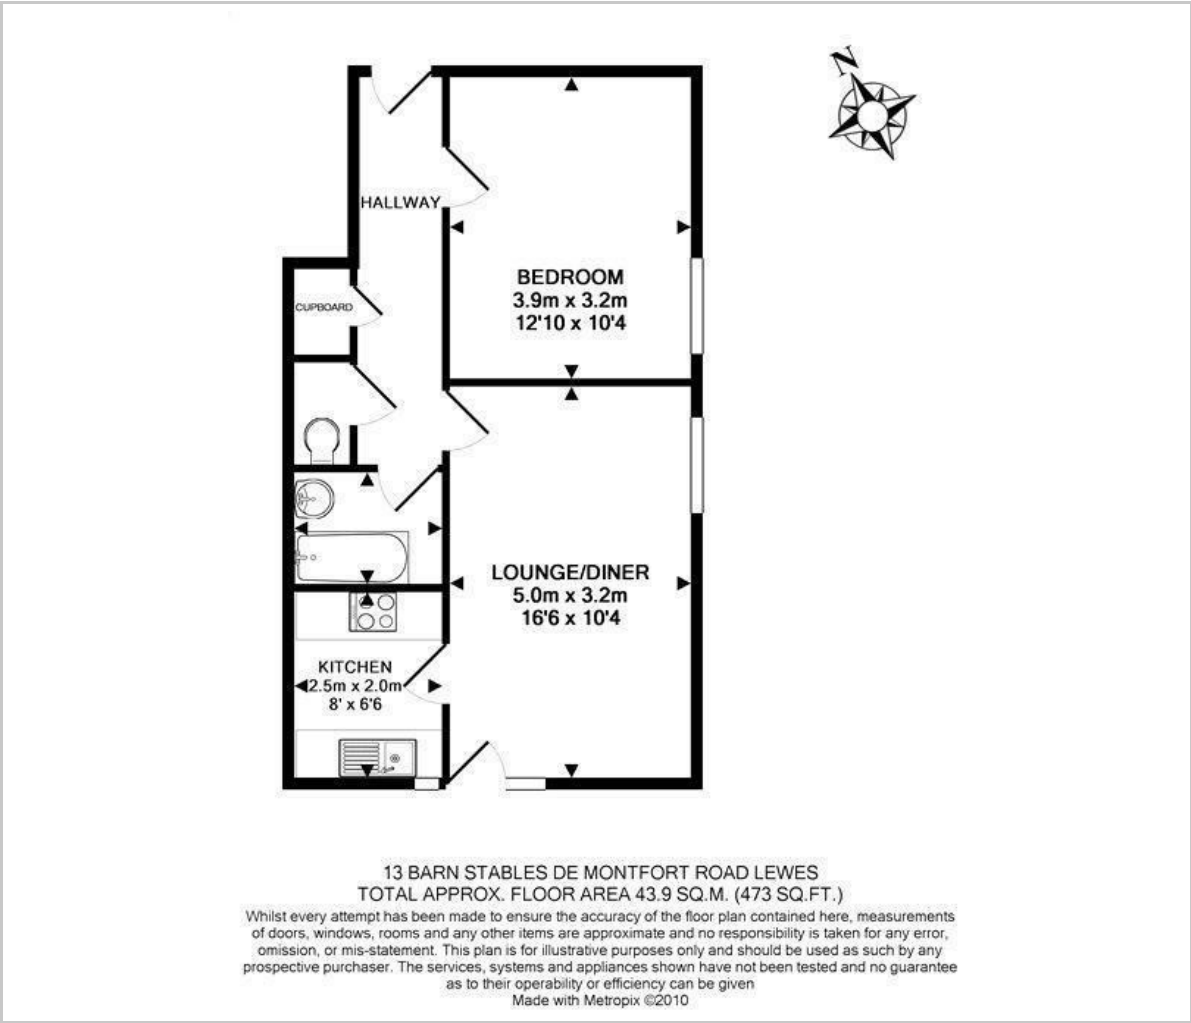 N
HALLWAY
BEDROOM
3.9m x 3.2m
12'10 x 10'4
CUPBOARD
LOUNGE/DINER
5.0m x 3.2m
16'6 x 10'4
KITCHEN
2.5m x 2.0m
8' x 6'6
13 BARN STABLES DE MONTFORT ROAD LEWES
TOTAL APPROX. FLOOR AREA 43.9 SQ.M. (473 SQ.FT.)
Whilst every attempt has been made to ensure the accuracy of the floor plan contained here, measurements
of doors, windows, rooms and any other items are approximate and no responsibility is taken for any error,
omission, or mis-statement. This plan is for illustrative purposes only and should be used as such by any
prospective purchaser. The services, systems and appliances shown have not been tested and no guarantee
as to their operability or efficiency can be given
Made with Metropix ©2010